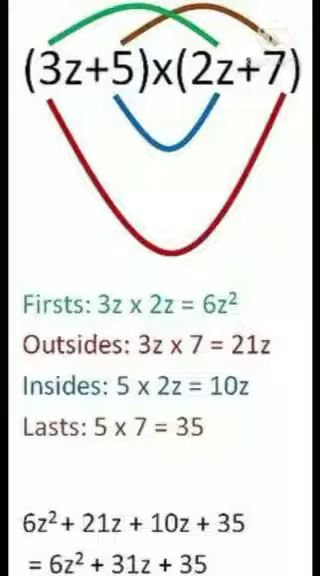 (3z+5)x(2z+7)
Firsts: 3z x 2z = 6z²
Outsides: 3z x 7 = 21z
Insides: 5 x 2z = 10z
Lasts: 5 x 7 = 35
6z² + 21z + 10z + 35
= 6z² + 31z + 35